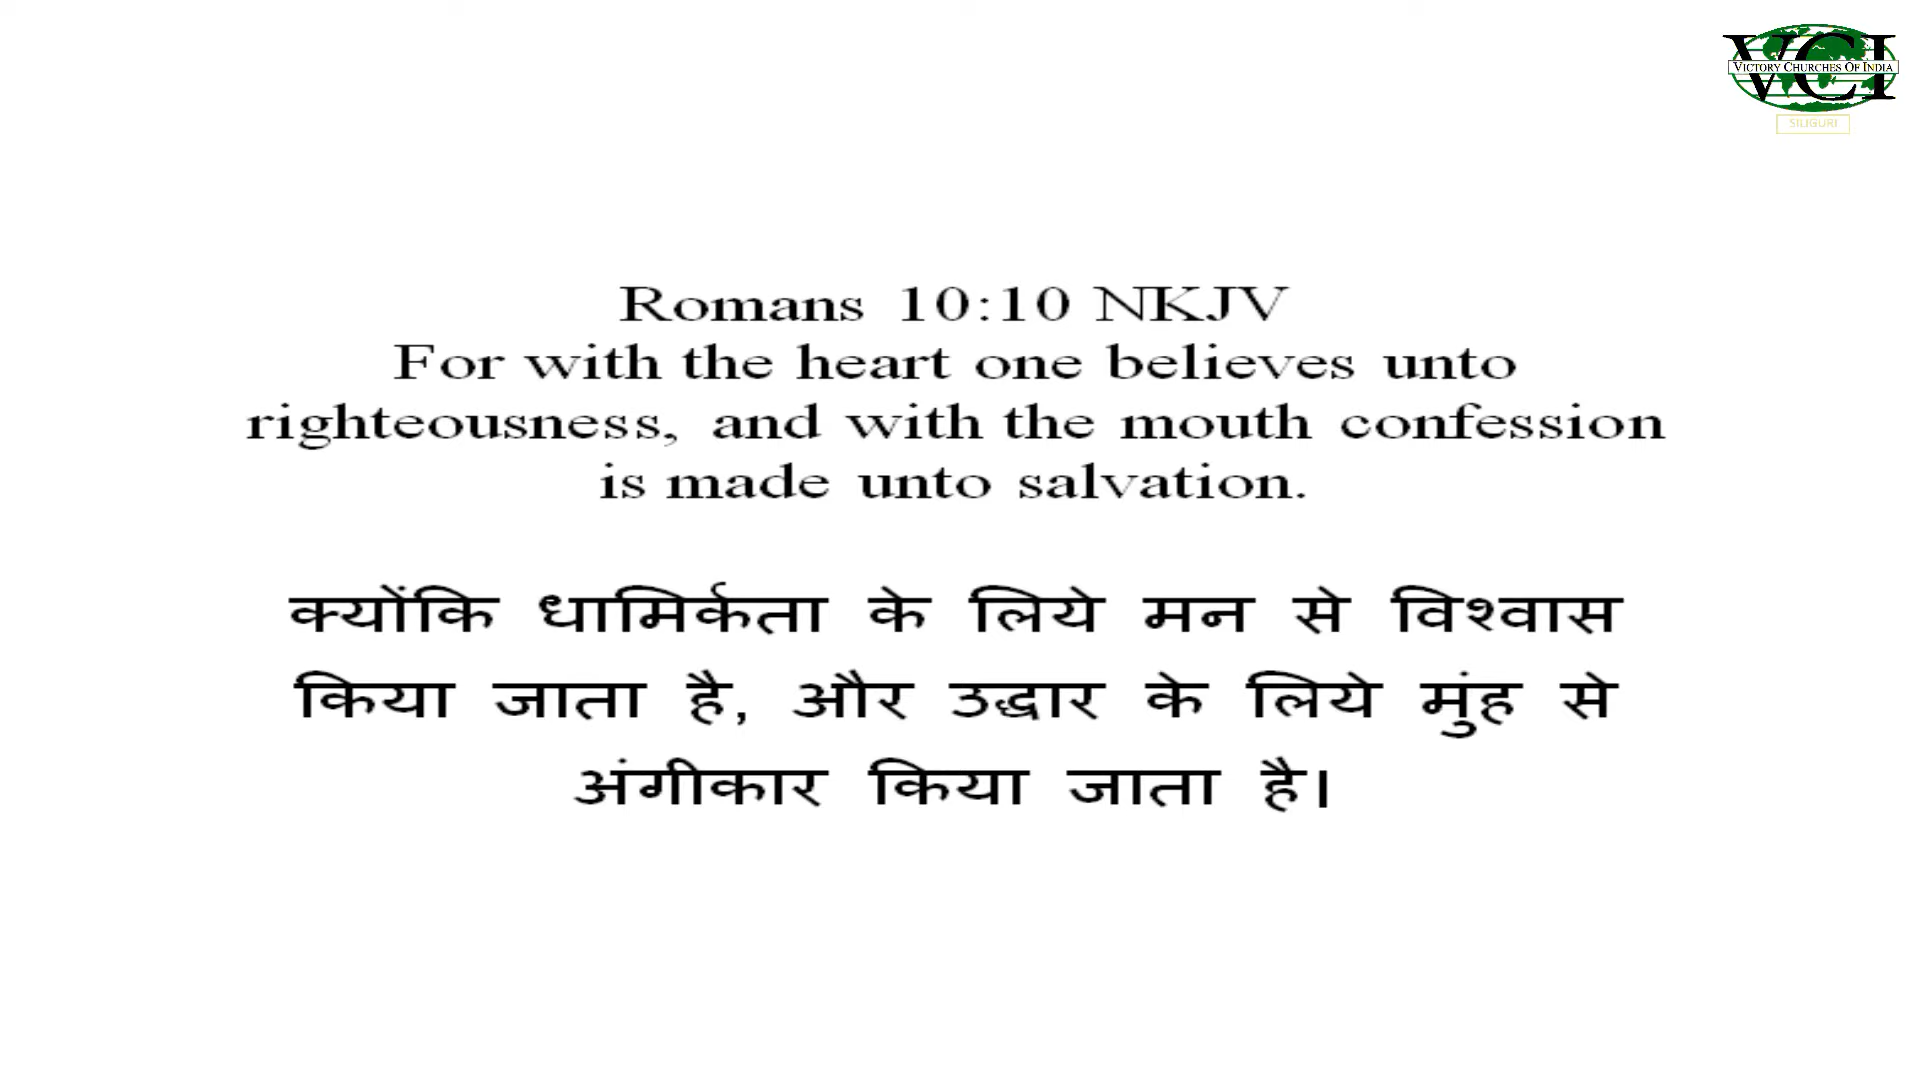 VCI
VICTORY CHURCHES OF INDIA
SILIGURI
Romans 10:10 NKJV
For with the heart one believes unto
righteousness, and with the mouth confession
is made unto salvation.
क्योंकि धामिर्कता के लिये मन से विश्वास
किया जाता है, और उद्धार के लिये मुंह से
अंगीकार किया जाता है।